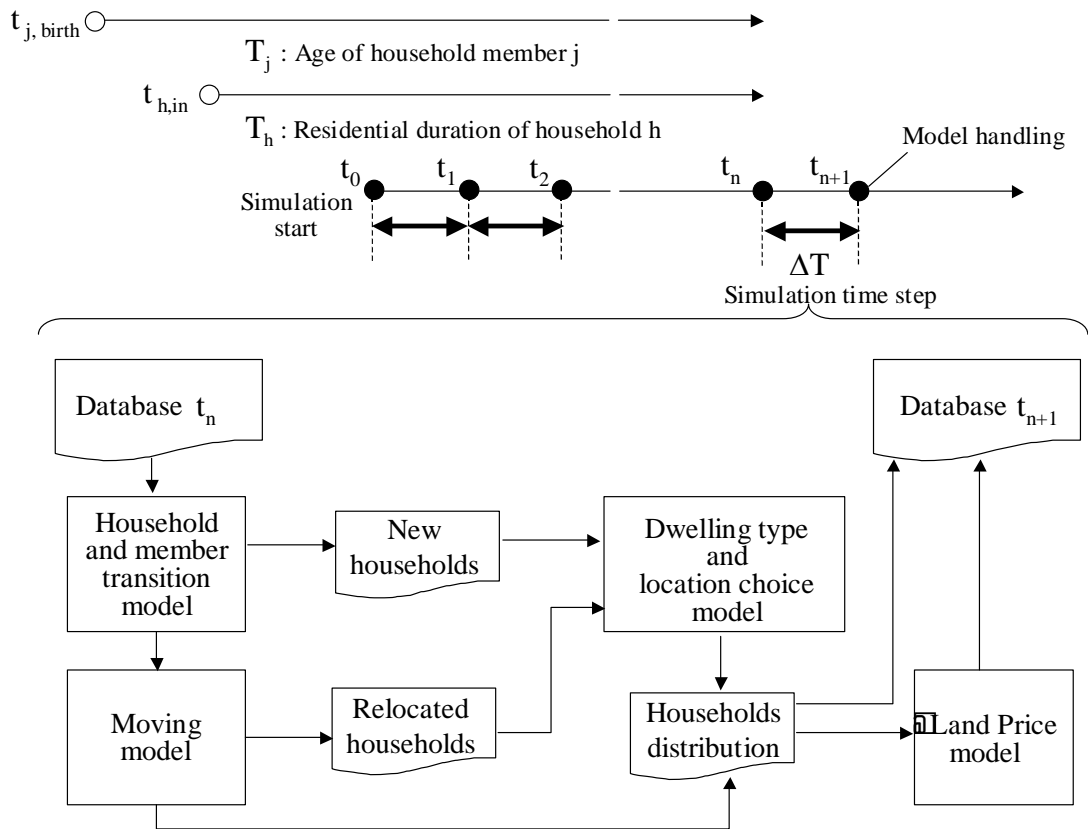 t j, birth
T j : Age of household member j
t h,in
T h : Residential duration of household h
Model handling
t 0
t 1
t 2
t n
t n+1
Simulation
start
ΔT
Simulation time step
Database t n
Database t n+1
Household
and member
transition
model
New
households
Dwelling type
and
location choice
model
Moving
model
Relocated
households
Households
distribution
Land Price
model